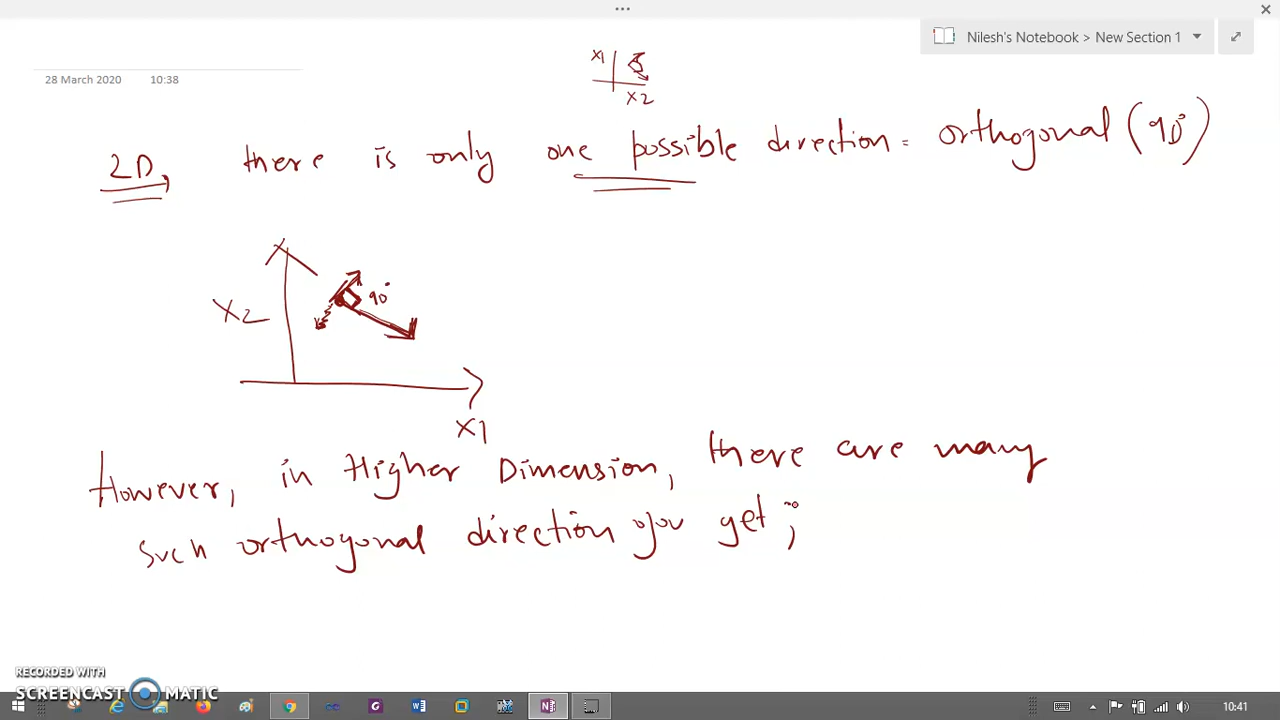 Nilesh's Notebook > New Section 1
28 March 2020 10:38
X1
X2
2D, there is only one possible direction = orthogonal (90°)
X2
90°
X1
However, in Higher Dimension, there are many
such orthogonal direction you get ;
RECORDED WITH
SCREENCAST MATIC
10:41